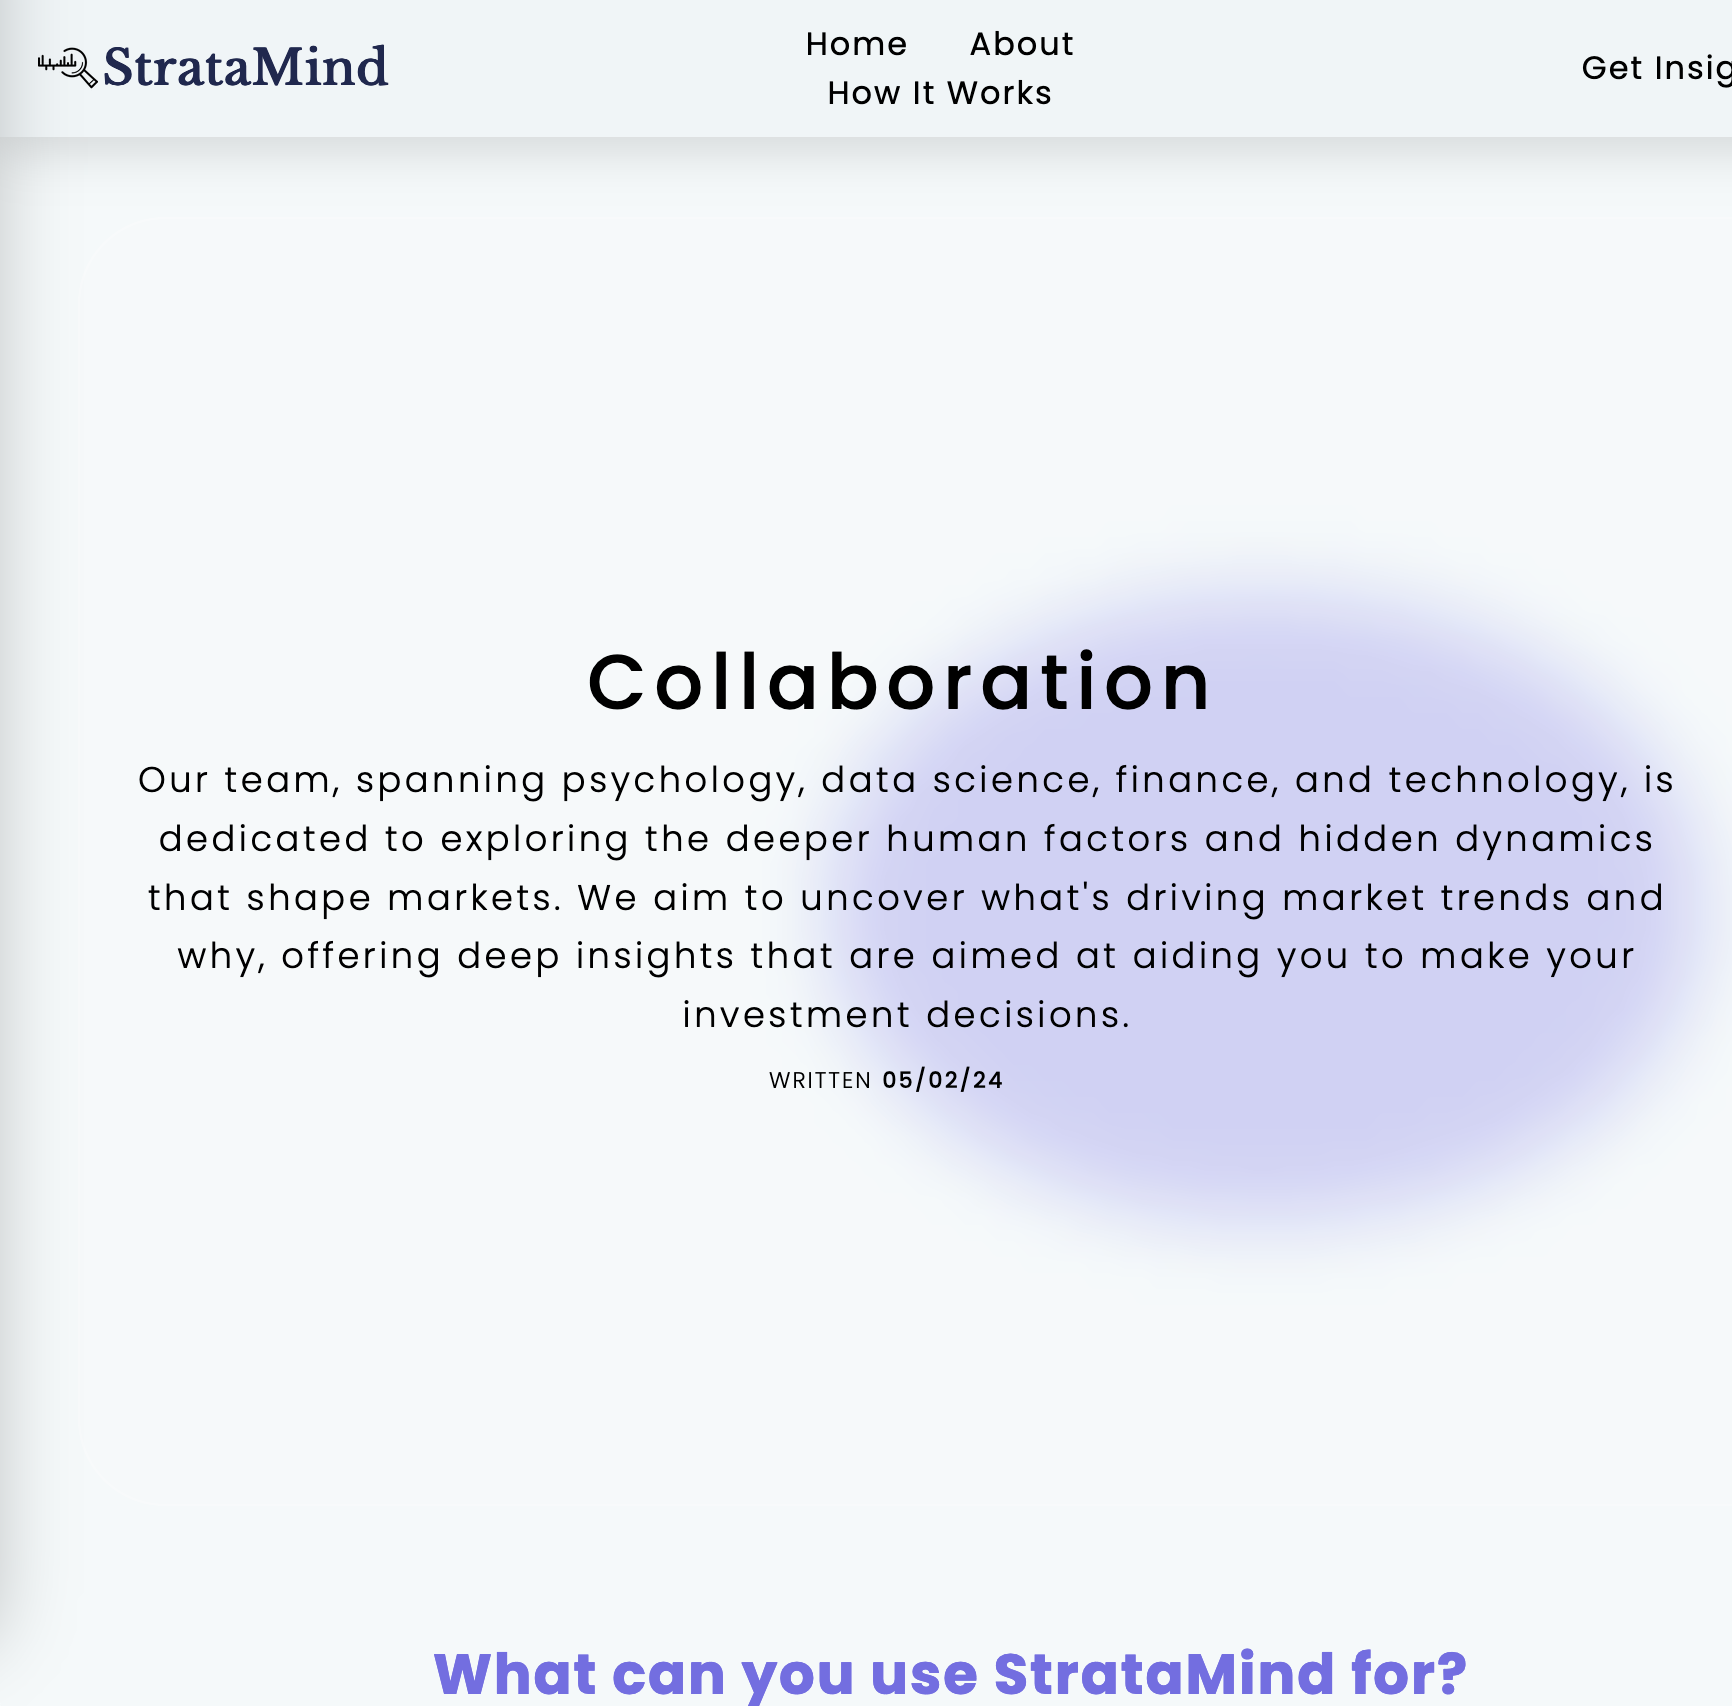 StrataMind
Home About
How It Works
Get Insig
Collaboration
Our team, spanning psychology, data science, finance, and technology, is
dedicated to exploring the deeper human factors and hidden dynamics
that shape markets. We aim to uncover what's driving market trends and
why, offering deep insights that are aimed at aiding you to make your
investment decisions.
WRITTEN 05/02/24
What can you use StrataMind for?